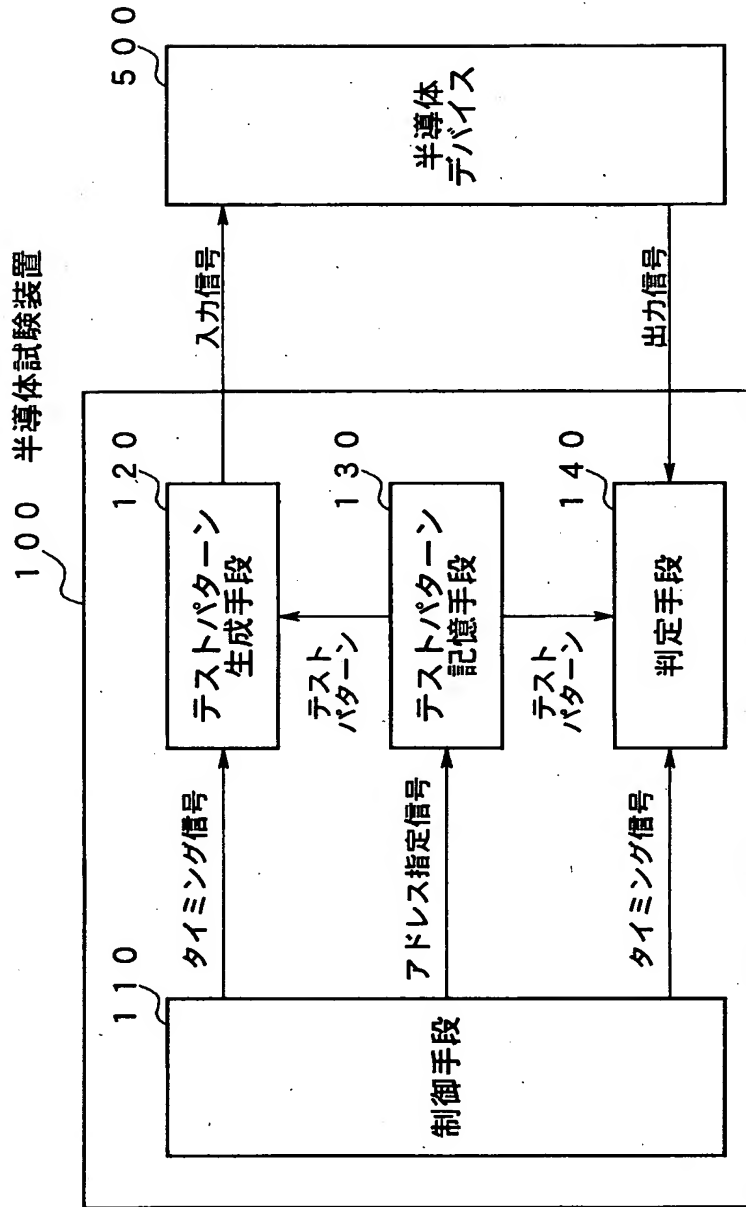 １００ 半導体試験装置
１１０
制御手段
タイミング信号
アドレス指定信号
タイミング信号
１２０
テストパターン
生成手段
テスト
パターン
１３０
テストパターン
記憶手段
テスト
パターン
１４０
判定手段
入力信号
出力信号
５００
半導体
デバイス